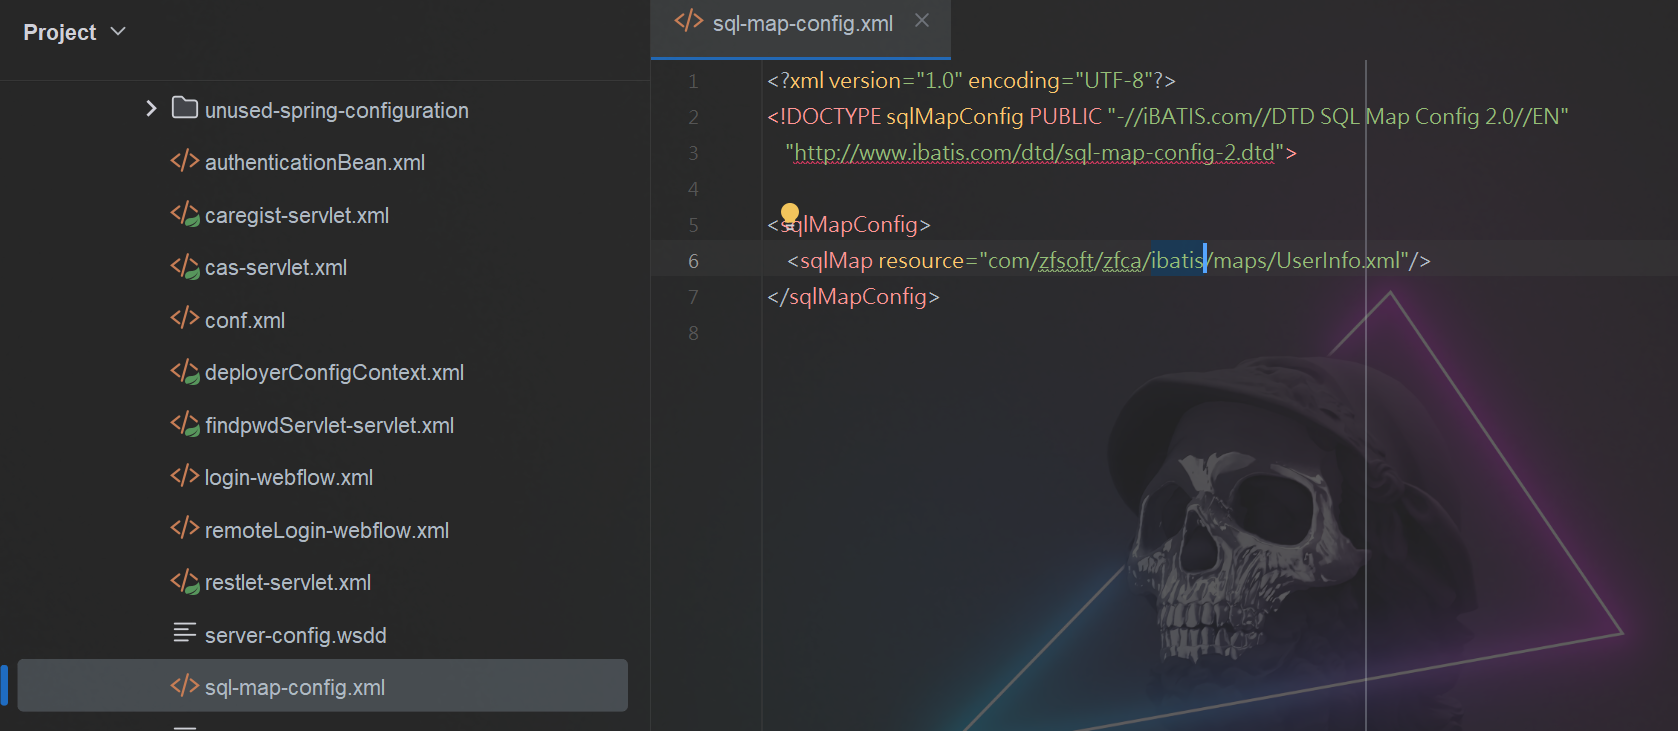 Project
unused-spring-configuration
authenticationBean.xml
caregist-servlet.xml
cas-servlet.xml
conf.xml
deployerConfigContext.xml
findpwdServlet-servlet.xml
login-webflow.xml
remoteLogin-webflow.xml
restlet-servlet.xml
server-config.wsdd
sql-map-config.xml
sql-map-config.xml
1 <?xml version="1.0" encoding="UTF-8"?>
2 <!DOCTYPE sqlMapConfig PUBLIC "-//iBATIS.com//DTD SQL Map Config 2.0//EN"
3 "http://www.ibatis.com/dtd/sql-map-config-2.dtd">
4
5 <sqlMapConfig>
6 <sqlMap resource="com/zfsoft/zfca/ibatis/maps/UserInfo.xml"/>
7 </sqlMapConfig>
8